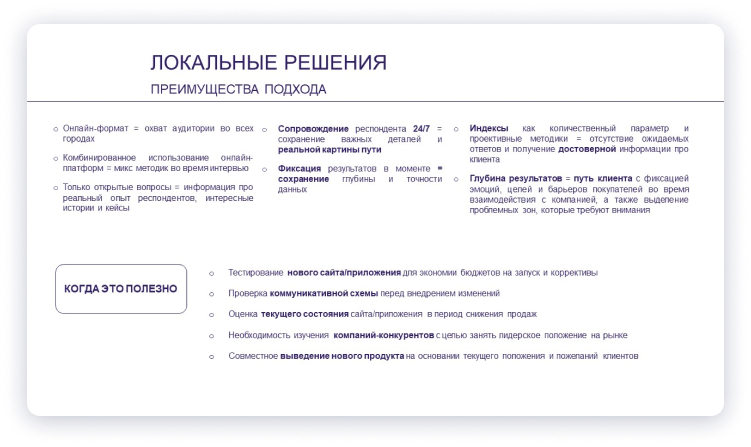 ЛОКАЛЬНЫЕ РЕШЕНИЯ
ПРЕИМУЩЕСТВА ПОДХОДА
Онлайн-формат = охват аудитории во всех
городах
Комбинированное использование онлайн-
платформ = микс методик во время интервью
Только открытые вопросы = информация про
реальный опыт респондентов, интересные
истории и кейсы
Сопровождение респондента 24/7 =
сохранение важных деталей и
реальной картины пути
Фиксация результатов в моменте =
сохранение глубины и точности
данных
Индексы как количественный параметр и
проективные методики = отсутствие ожидаемых
ответов и получение достоверной информации про
клиента
Глубина результатов = путь клиента с фиксацией
эмоций, целей и барьеров покупателей во время
взаимодействия с компанией, а также выделение
проблемных зон, которые требуют внимания
КОГДА ЭТО ПОЛЕЗНО
Тестирование нового сайта/приложения для экономии бюджетов на запуск и коррективы
Проверка коммуникативной схемы перед внедрением изменений
Оценка текущего состояния сайта/приложения в период снижения продаж
Необходимость изучения компаний-конкурентов с целью занять лидерское положение на рынке
Совместное выведение нового продукта на основании текущего положения и пожеланий клиентов